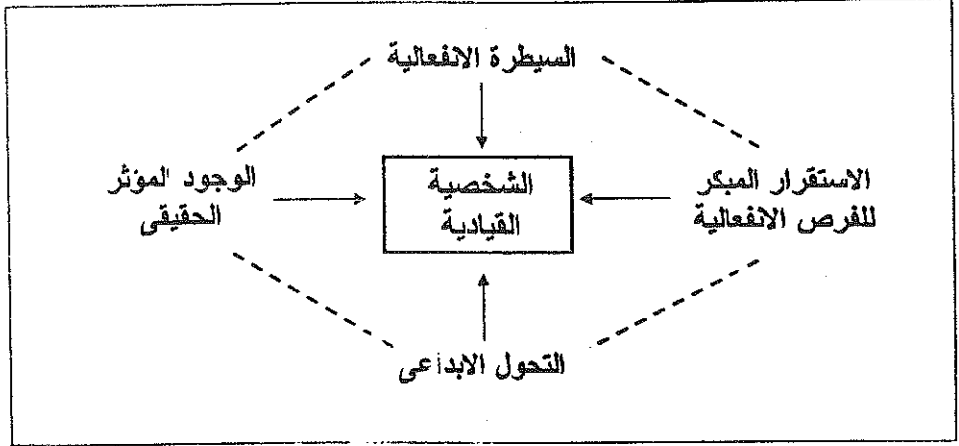 السيطرة الانفعالية
الاستقرار المبكر
للفرص الانفعالية
الشخصية
القيادية
الوجود المؤثر
الحقيقى
التحول الابداعى